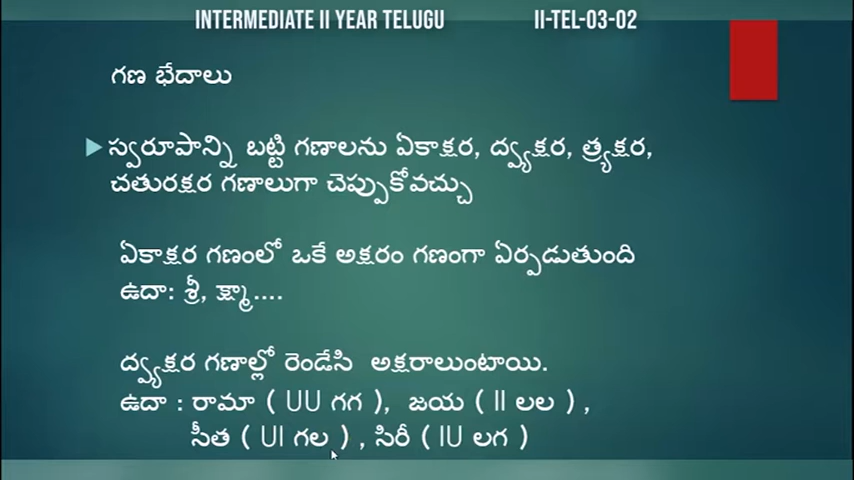 INTERMEDIATE II YEAR TELUGU II-TEL-03-02
గణ భేదాలు
స్వరూపాన్ని బట్టి గణాలను ఏకాక్షర, ద్వ్యక్షర, త్ర్యక్షర,
చతురక్షర గణాలుగా చెప్పుకోవచ్చు
ఏకాక్షర గణంలో ఒకే అక్షరం గణంగా ఏర్పడుతుంది
ఉదా: శ్రీ, క్ష్మా....
ద్వ్యక్షర గణాల్లో రెండేసి అక్షరాలుంటాయి.
ఉదా : రామా ( UU గగ ), జయ ( II లల ) ,
సీత ( UI గల ) , సిరీ ( IU లగ )